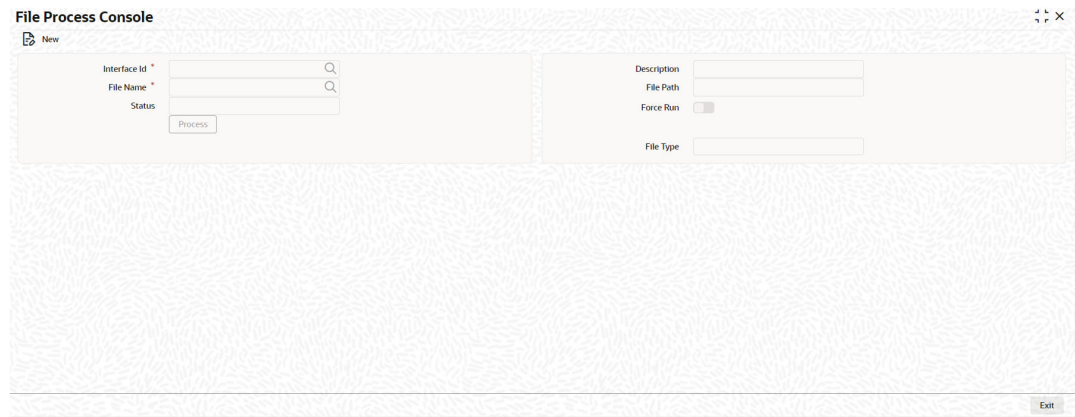 File Process Console
New
Interface Id *
File Name *
Status
Process
Description
File Path
Force Run
File Type
Exit